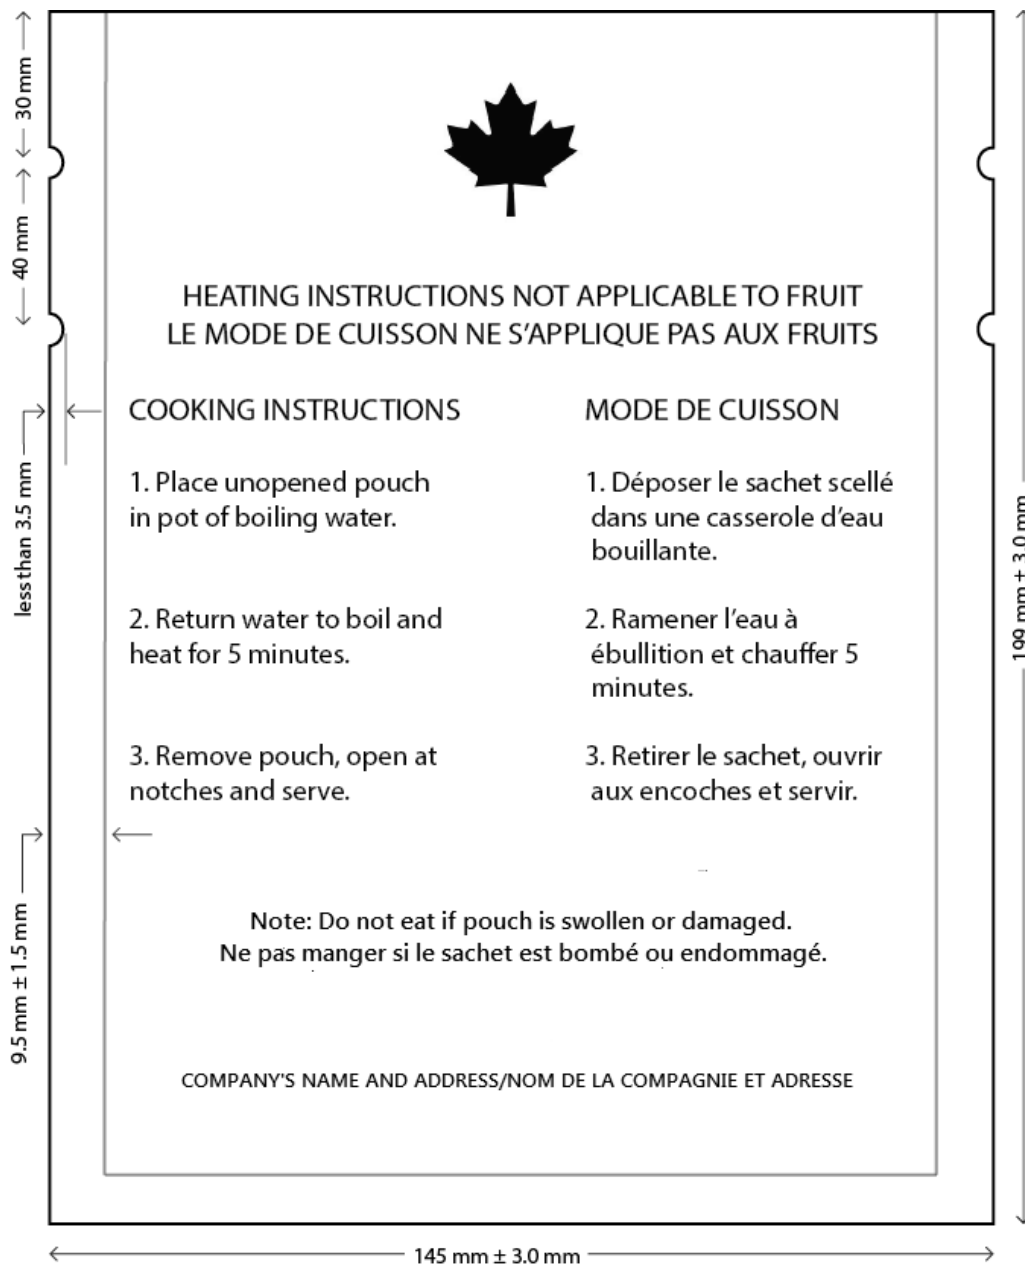 30 mm
40 mm
less than 3.5 mm
9.5 mm ± 1.5 mm
HEATING INSTRUCTIONS NOT APPLICABLE TO FRUIT
LE MODE DE CUISSON NE S'APPLIQUE PAS AUX FRUITS
COOKING INSTRUCTIONS
1. Place unopened pouch
in pot of boiling water.
2. Return water to boil and
heat for 5 minutes.
3. Remove pouch, open at
notches and serve.
MODE DE CUISSON
1. Déposer le sachet scellé
dans une casserole d'eau
bouillante.
2. Ramener l'eau à
ébullition et chauffer 5
minutes.
3. Retirer le sachet, ouvrir
aux encoches et servir.
Note: Do not eat if pouch is swollen or damaged.
Ne pas manger si le sachet est bombé ou endommagé.
COMPANY'S NAME AND ADDRESS/NOM DE LA COMPAGNIE ET ADRESSE
199 mm ± 3.0 mm
145 mm ± 3.0 mm